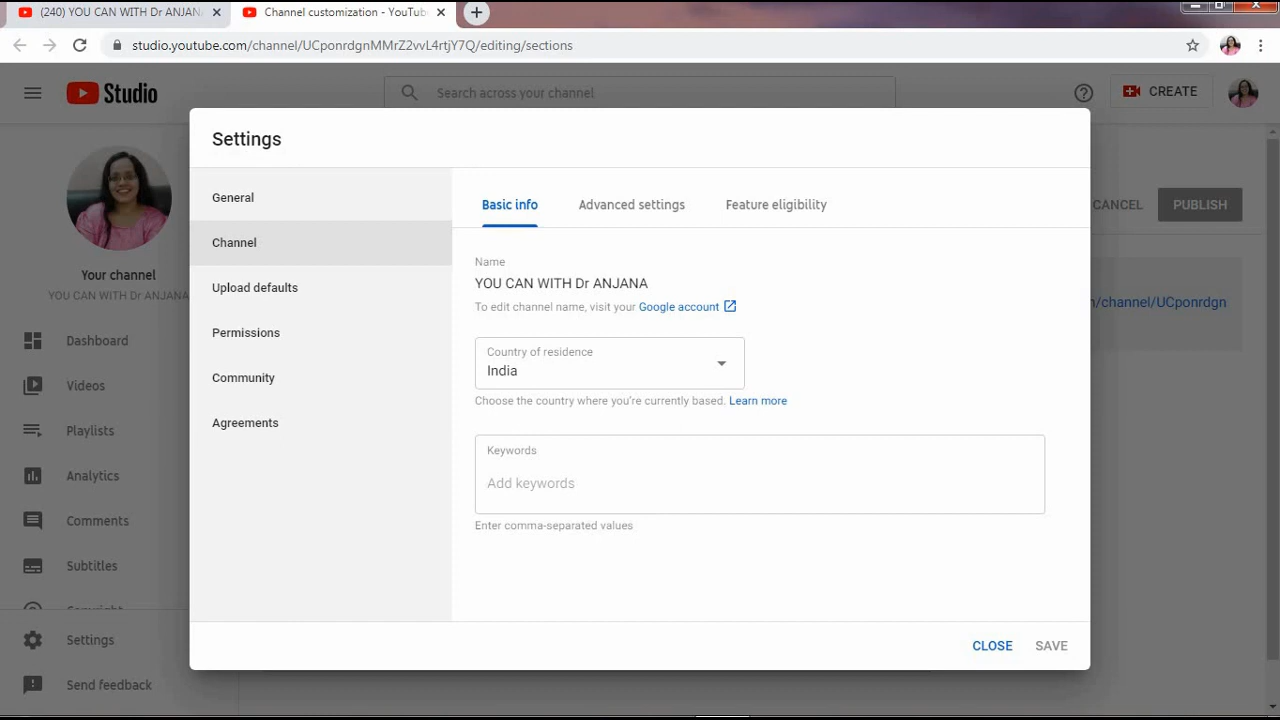 (240) YOU CAN WITH Dr ANJANA
Channel customization - YouTube
studio.youtube.com/channel/UCponrdgnMMrZ2vvL4rtjY7Q/editing/sections
Studio
Search across your channel
CREATE
Settings
General
Channel
Upload defaults
Permissions
Community
Agreements
Basic info
Advanced settings
Feature eligibility
Name
YOU CAN WITH Dr ANJANA
To edit channel name, visit your Google account
Country of residence
India
Choose the country where you're currently based. Learn more
Keywords
Add keywords
Enter comma-separated values
CLOSE
SAVE
CANCEL
PUBLISH
n/channel/UCponrdgn
Your channel
YOU CAN WITH Dr ANJANA
Dashboard
Videos
Playlists
Analytics
Comments
Subtitles
Copyright
Settings
Send feedback